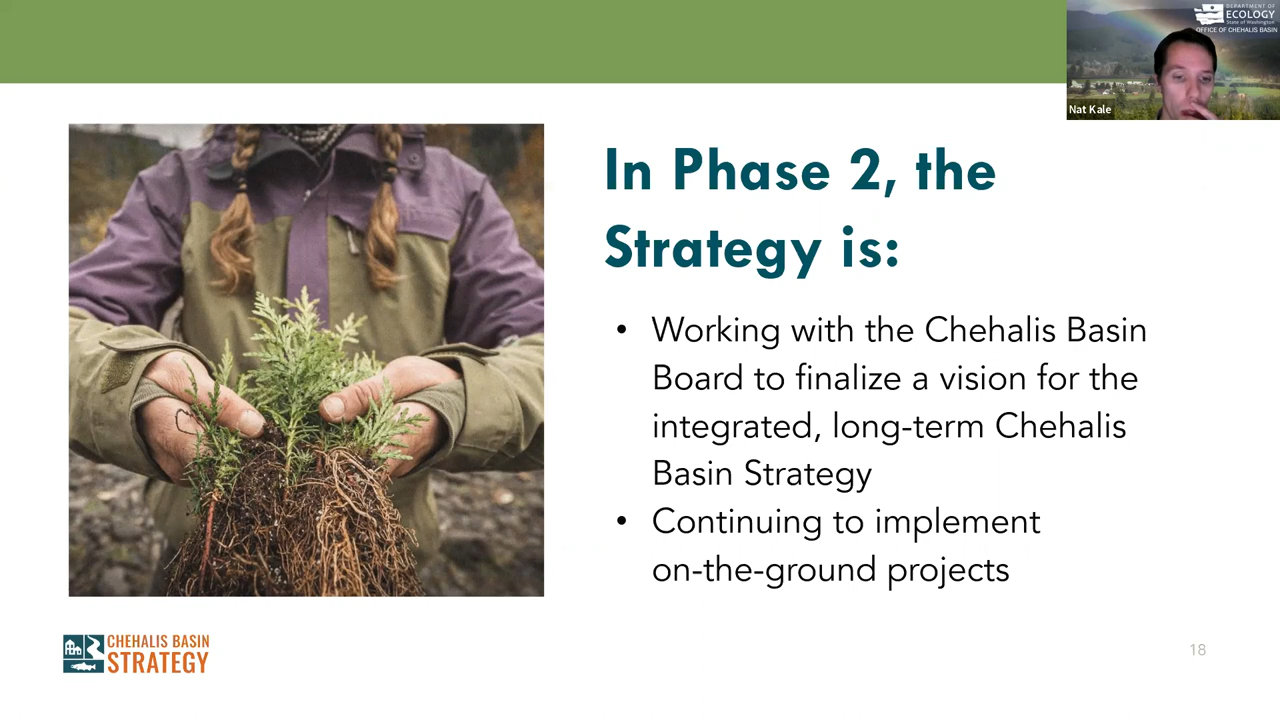 DEPARTMENT OF
ECOLOGY
State of Washington
OFFICE OF CHEHALIS BASIN
Nat Kale
In Phase 2, the
Strategy is:
• Working with the Chehalis Basin
Board to finalize a vision for the
integrated, long-term Chehalis
Basin Strategy
• Continuing to implement
on-the-ground projects
CHEHALIS BASIN
STRATEGY
18